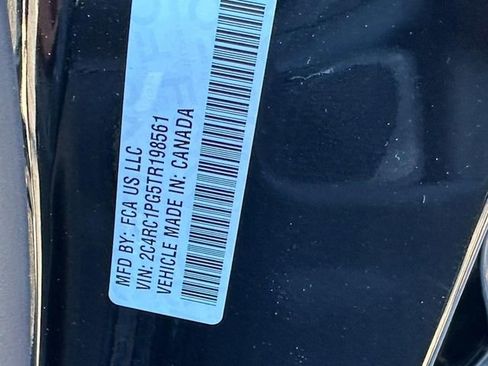 MFD BY: FCA US LLC
VIN: 2C4RC1PG5TR198561
VEHICLE MADE IN: CANADA